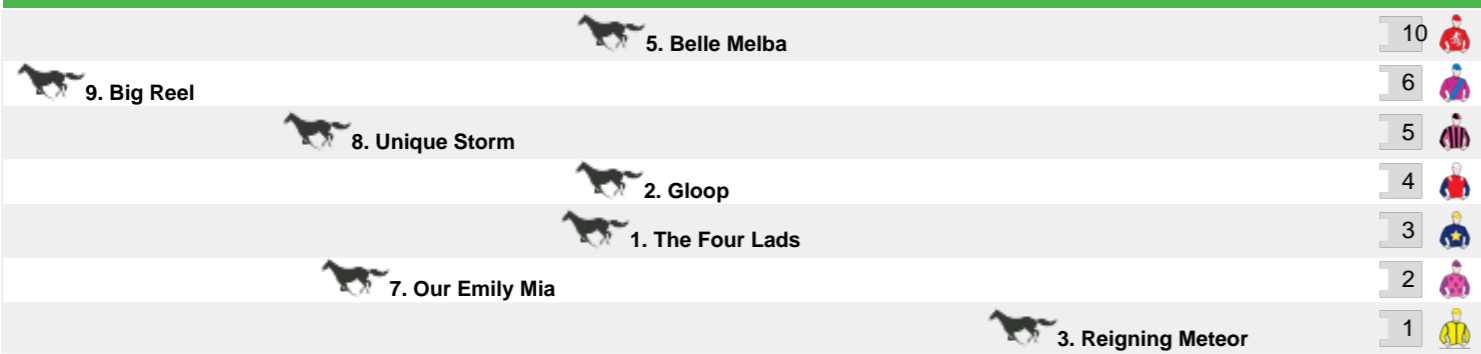 5. Belle Melba 10
9. Big Reel 6
8. Unique Storm 5
2. Gloop 4
1. The Four Lads 3
7. Our Emily Mia 2
3. Reigning Meteor 1